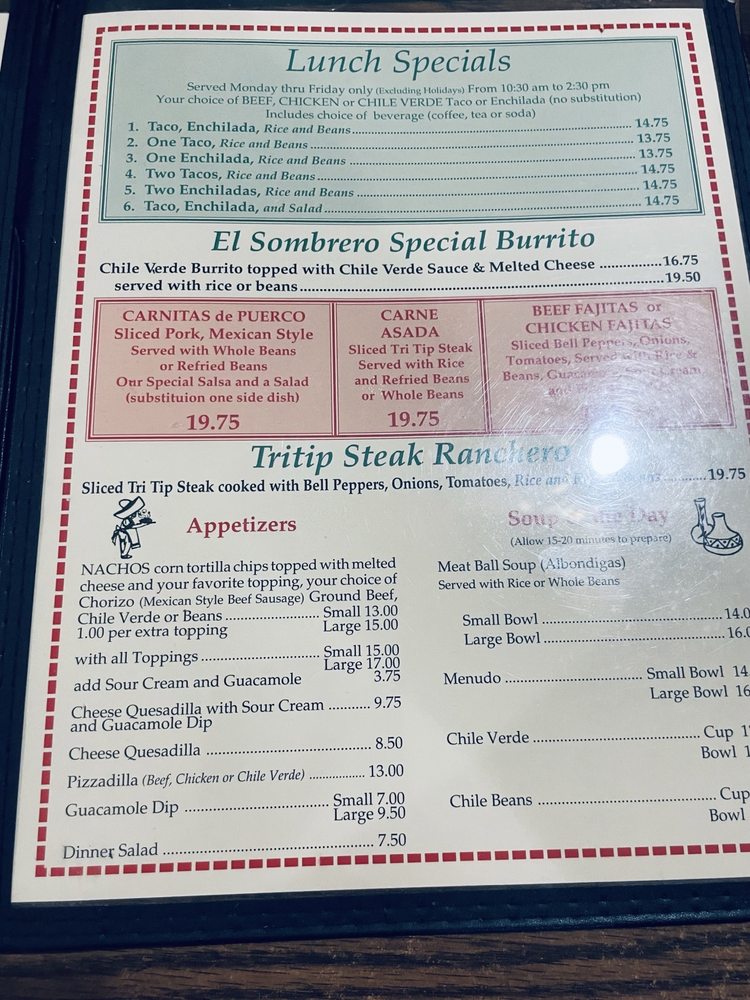 Lunch Specials
Served Monday thru Friday only (Excluding Holidays) From 10:30 am to 2:30 pm
Your choice of BEEF, CHICKEN or CHILE VERDE Taco or Enchilada (no substitution)
Includes choice of beverage (coffee, tea or soda)
1. Taco, Enchilada, Rice and Beans 14.75
2. One Taco, Rice and Beans 13.75
3. One Enchilada, Rice and Beans 13.75
4. Two Tacos, Rice and Beans 14.75
5. Two Enchiladas, Rice and Beans 14.75
6. Taco, Enchilada, and Salad 14.75
El Sombrero Special Burrito
Chile Verde Burrito topped with Chile Verde Sauce & Melted Cheese 16.75
served with rice or beans 19.50
CARNITAS de PUERCO
Sliced Pork, Mexican Style
Served with Whole Beans
or Refried Beans
Our Special Salsa and a Salad
(substituion one side dish)
19.75
CARNE
ASADA
Sliced Tri Tip Steak
Served with Rice
and Refried Beans
or Whole Beans
19.75
BEEF FAJITAS or
CHICKEN FAJITAS
Sliced Bell Peppers, Onions,
Tomatoes, Served with Rice &
Beans, Guacamole, Sour Cream
and
Tritip Steak Ranchero
Sliced Tri Tip Steak cooked with Bell Peppers, Onions, Tomatoes, Rice and 19.75
Appetizers
NACHOS corn tortilla chips topped with melted
cheese and your favorite topping, your choice of
Chorizo (Mexican Style Beef Sausage) Ground Beef,
Chile Verde or Beans Small 13.00
1.00 per extra topping Large 15.00
with all Toppings Small 15.00
Large 17.00
add Sour Cream and Guacamole 3.75
Cheese Quesadilla with Sour Cream 9.75
and Guacamole Dip
Cheese Quesadilla 8.50
Pizzadilla (Beef, Chicken or Chile Verde) 13.00
Guacamole Dip Small 7.00
Large 9.50
Dinner Salad 7.50
Soup of the Day
(Allow 15-20 minutes to prepare)
Meat Ball Soup (Albondigas)
Served with Rice or Whole Beans
Small Bowl 14.0
Large Bowl 16.0
Menudo Small Bowl 14.
Large Bowl 16
Chile Verde Cup 1
Bowl 1
Chile Beans Cup
Bowl